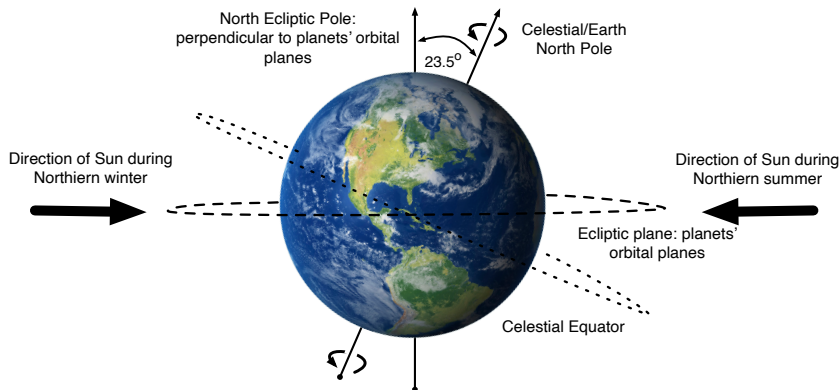 North Ecliptic Pole:
perpendicular to planets' orbital
planes
23.5°
Celestial/Earth
North Pole
Direction of Sun during
Northiern winter
Direction of Sun during
Northiern summer
Ecliptic plane: planets'
orbital planes
Celestial Equator